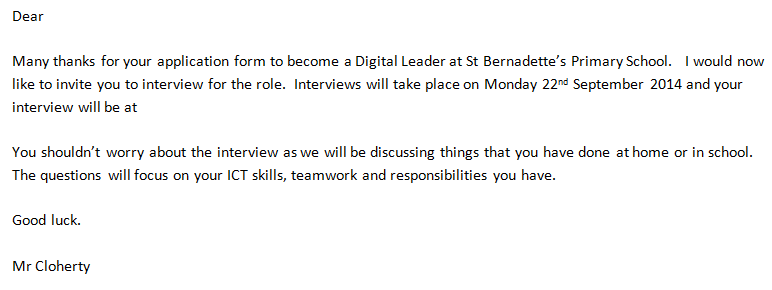 Dear
Many thanks for your application form to become a Digital Leader at St Bernadette’s Primary School.   I would now
like to invite you to interview for the role.  Interviews will take place on Monday 22nd September 2014 and your
interview will be at
You shouldn’t worry about the interview as we will be discussing things that you have done at home or in school.
The questions will focus on your ICT skills, teamwork and responsibilities you have.
Good luck.
Mr Cloherty